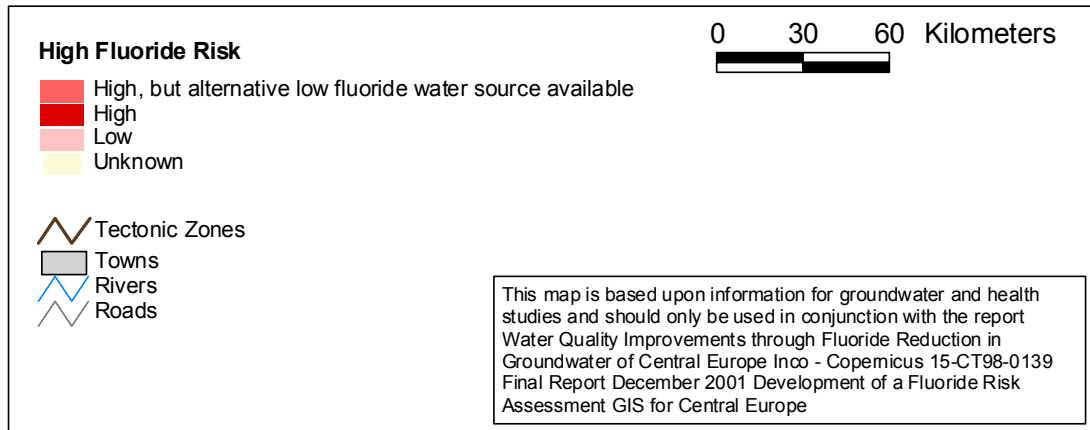 High Fluoride Risk
High, but alternative low fluoride water source available
High
Low
Unknown
Tectonic Zones
Towns
Rivers
Roads
0 30 60 Kilometers
This map is based upon information for groundwater and health
studies and should only be used in conjunction with the report
Water Quality Improvements through Fluoride Reduction in
Groundwater of Central Europe Inco - Copernicus 15-CT98-0139
Final Report December 2001 Development of a Fluoride Risk
Assessment GIS for Central Europe